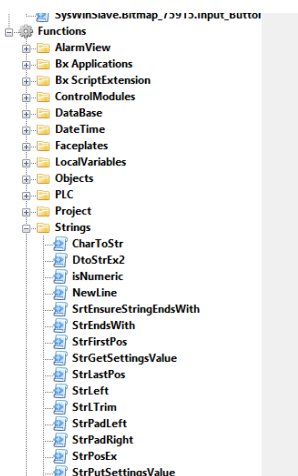 SysWinSlave.Bitmap_75915.Input_Button
Functions
AlarmView
Bx Applications
Bx ScriptExtension
ControlModules
DataBase
DateTime
Faceplates
LocalVariables
Objects
PLC
Project
Strings
CharToStr
DtoStrEx2
isNumeric
NewLine
SrtEnsureStringEndsWith
StrEndsWith
StrFirstPos
StrGetSettingsValue
StrLastPos
StrLeft
StrLTrim
StrPadLeft
StrPadRight
StrPosEx
StrPutSettingsValue